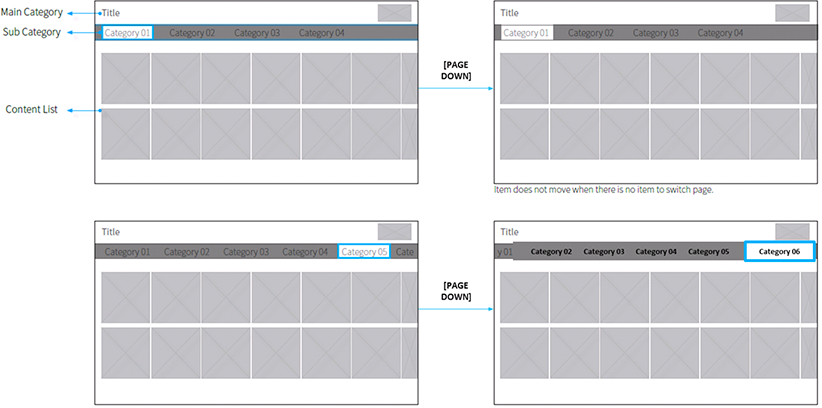 Main Category
Title
Sub Category
Category 01 Category 02 Category 03 Category 04
Content List
[PAGE
DOWN]
Title
Category 01 Category 02 Category 03 Category 04
Item does not move when there is no item to switch page.
Title
Category 01 Category 02 Category 03 Category 04 Category 05 Cate
[PAGE
DOWN]
Title
y 01 Category 02 Category 03 Category 04 Category 05 Category 06